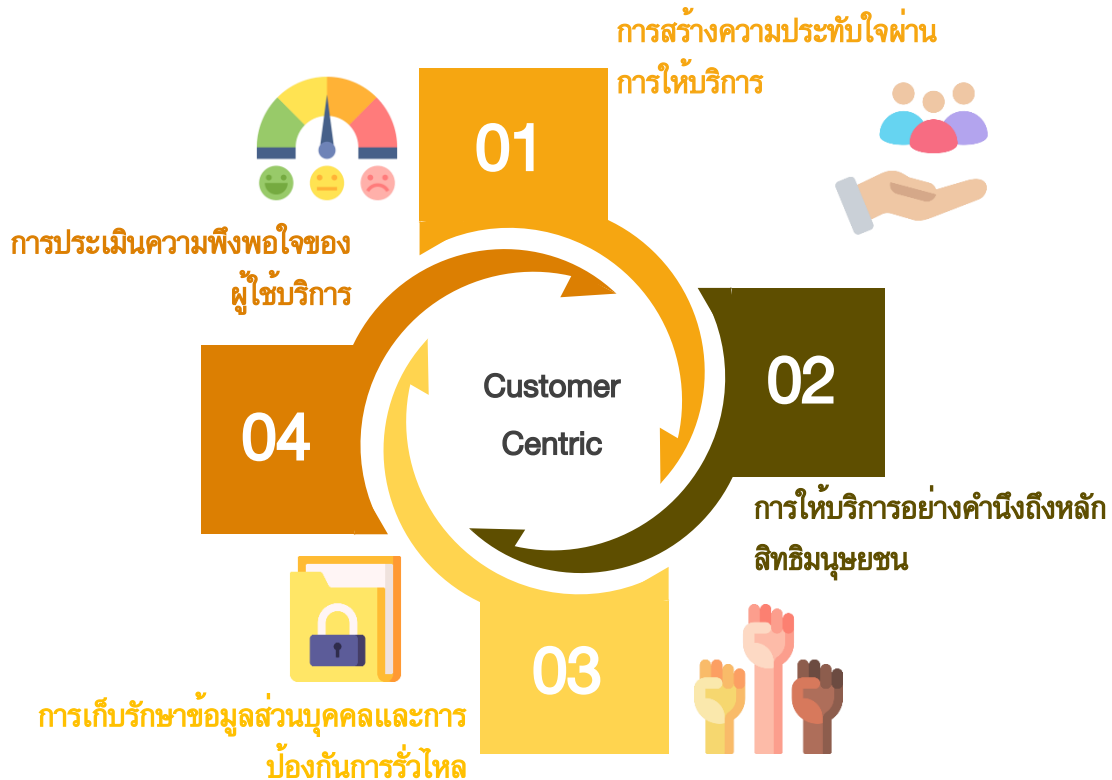 การสร้างความประทับใจผ่าน
การให้บริการ
01
การประเมินความพึงพอใจของ
ผู้ใช้บริการ
02
Customer
Centric
04
การให้บริการอย่างคำนึงถึงหลัก
สิทธิมนุษยชน
03
การเก็บรักษาข้อมูลส่วนบุคคลและการ
ป้องกันการรั่วไหล